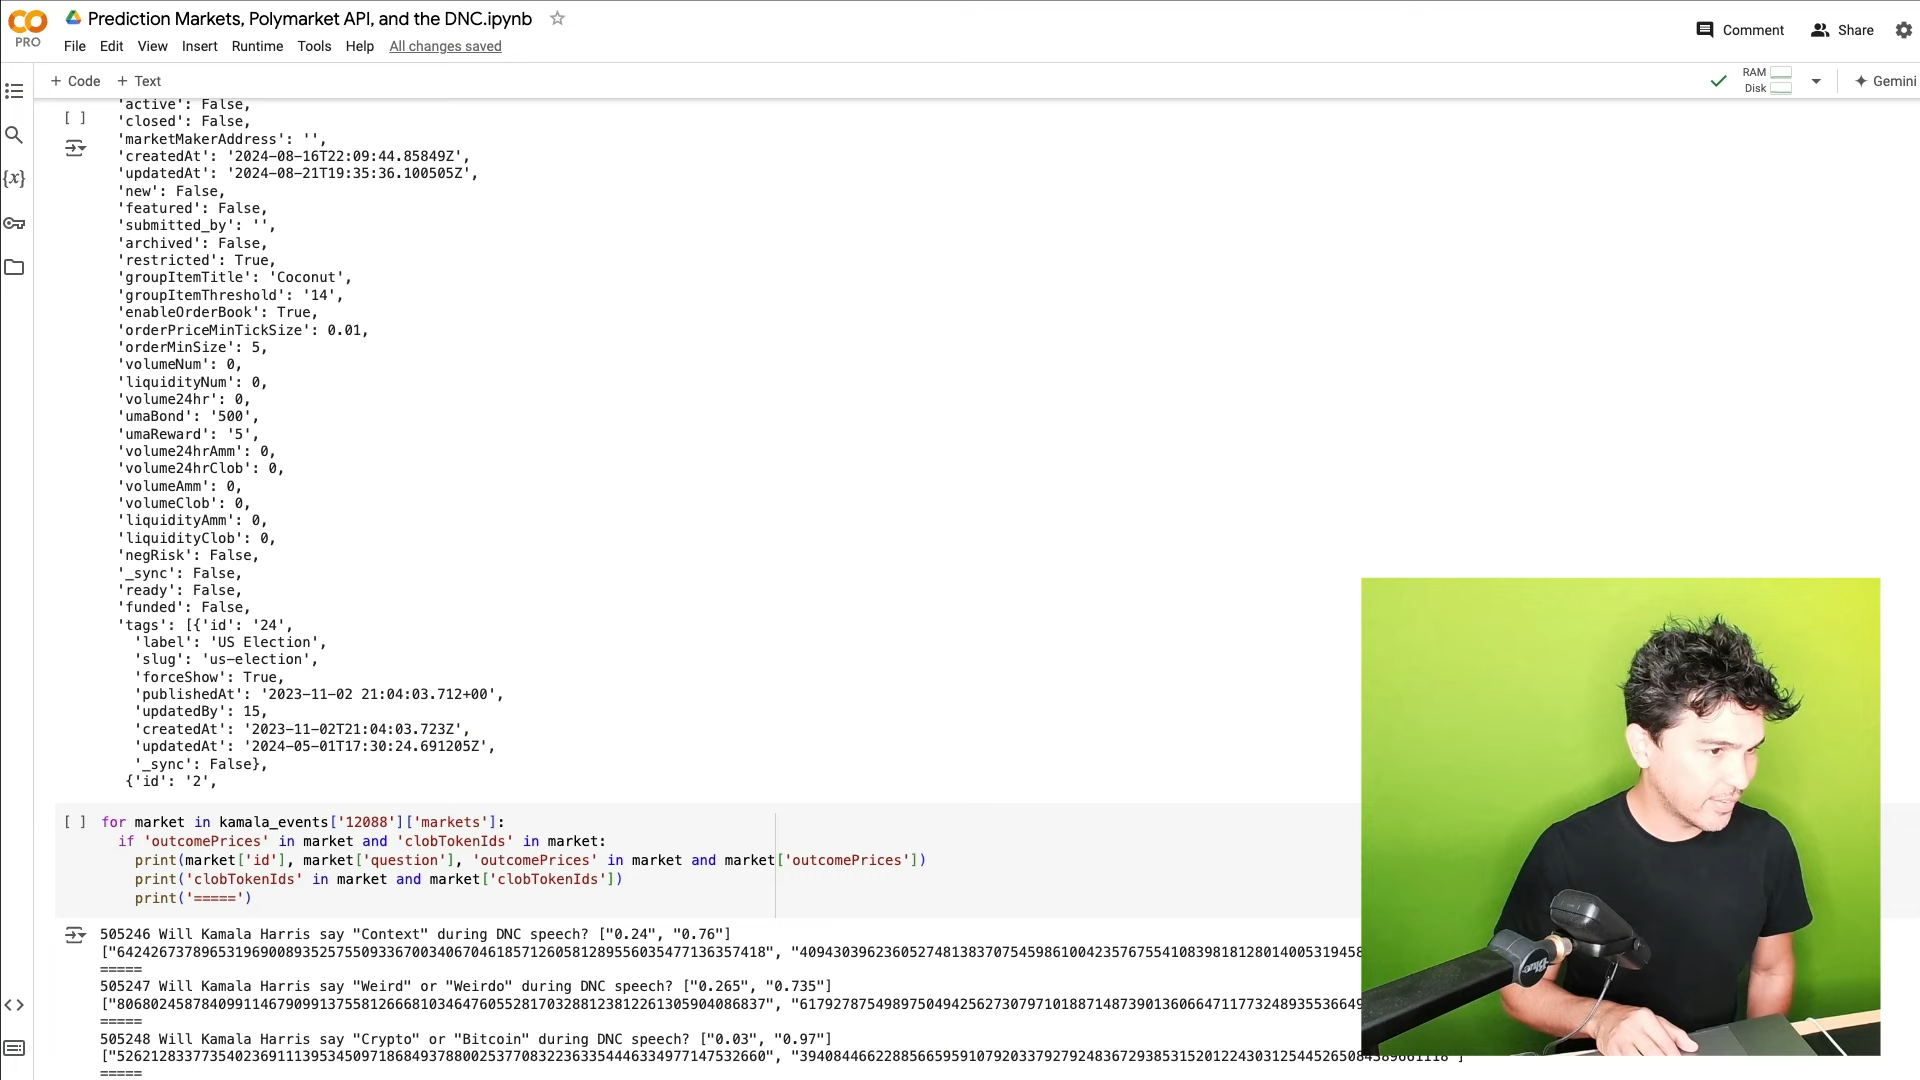 Prediction Markets, Polymarket API, and the DNC.ipynb
PRO
File Edit View Insert Runtime Tools Help All changes saved
Comment Share
+ Code + Text
RAM
Disk
Gemini
[ ]
'active': False,
'closed': False,
'marketMakerAddress': '',
'createdAt': '2024-08-16T22:09:44.85849Z',
'updatedAt': '2024-08-21T19:35:36.100505Z',
'new': False,
'featured': False,
'submitted_by': '',
'archived': False,
'restricted': True,
'groupItemTitle': 'Coconut',
'groupItemThreshold': '14',
'enableOrderBook': True,
'orderPriceMinTickSize': 0.01,
'orderMinSize': 5,
'volumeNum': 0,
'liquidityNum': 0,
'volume24hr': 0,
'umaBond': '500',
'umaReward': '5',
'volume24hrAmm': 0,
'volume24hrClob': 0,
'volumeAmm': 0,
'volumeClob': 0,
'liquidityAmm': 0,
'liquidityClob': 0,
'negRisk': False,
'_sync': False,
'ready': False,
'funded': False,
'tags': [{'id': '24',
'label': 'US Election',
'slug': 'us-election',
'forceShow': True,
'publishedAt': '2023-11-02 21:04:03.712+00',
'updatedBy': 15,
'createdAt': '2023-11-02T21:04:03.723Z',
'updatedAt': '2024-05-01T17:30:24.691205Z',
'_sync': False},
{'id': '2',
[ ] for market in kamala_events['12088']['markets']:
if 'outcomePrices' in market and 'clobTokenIds' in market:
print(market['id'], market['question'], 'outcomePrices' in market and market['outcomePrices'])
print('clobTokenIds' in market and market['clobTokenIds'])
print('=====')
505246 Will Kamala Harris say "Context" during DNC speech? ["0.24", "0.76"]
["64242673789653196900893525755093367003406704618571260581289556035477136357418", "4094303962360527481383707545986100423576755410839818128014005319458
=====
505247 Will Kamala Harris say "Weird" or "Weirdo" during DNC speech? ["0.265", "0.735"]
["80680245878409911467909913755812666810346476055281703288123812261305904086837", "6179278754989750494256273079710188714873901360664711773248935536649
=====
505248 Will Kamala Harris say "Crypto" or "Bitcoin" during DNC speech? ["0.03", "0.97"]
["52621283377354023691113953450971868493788002537708322363354446334977147532660", "3940844662288566595910792033792792483672938531520122430312544526508
=====